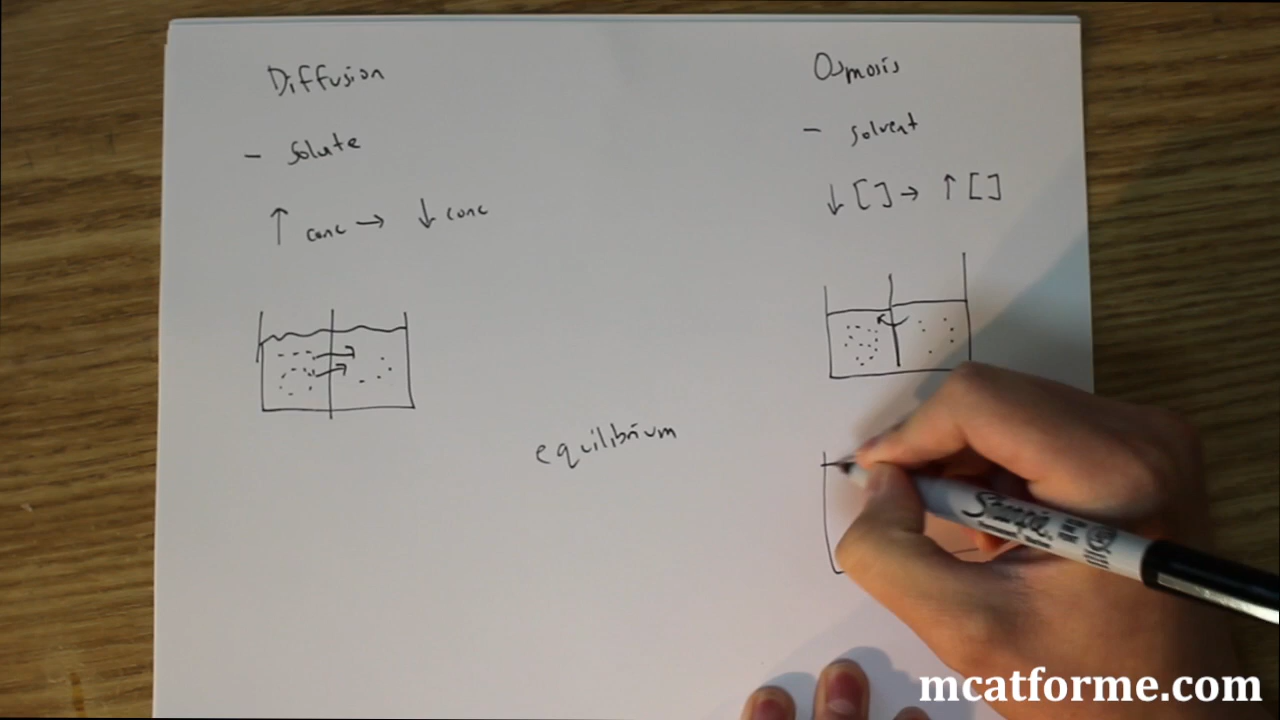 Diffusion
- Solute
↑ conc → ↓ conc
Osmosis
- Solvent
↓ [ ] → ↑ [ ]
equilibrium
Sharpie
mcatforme.com